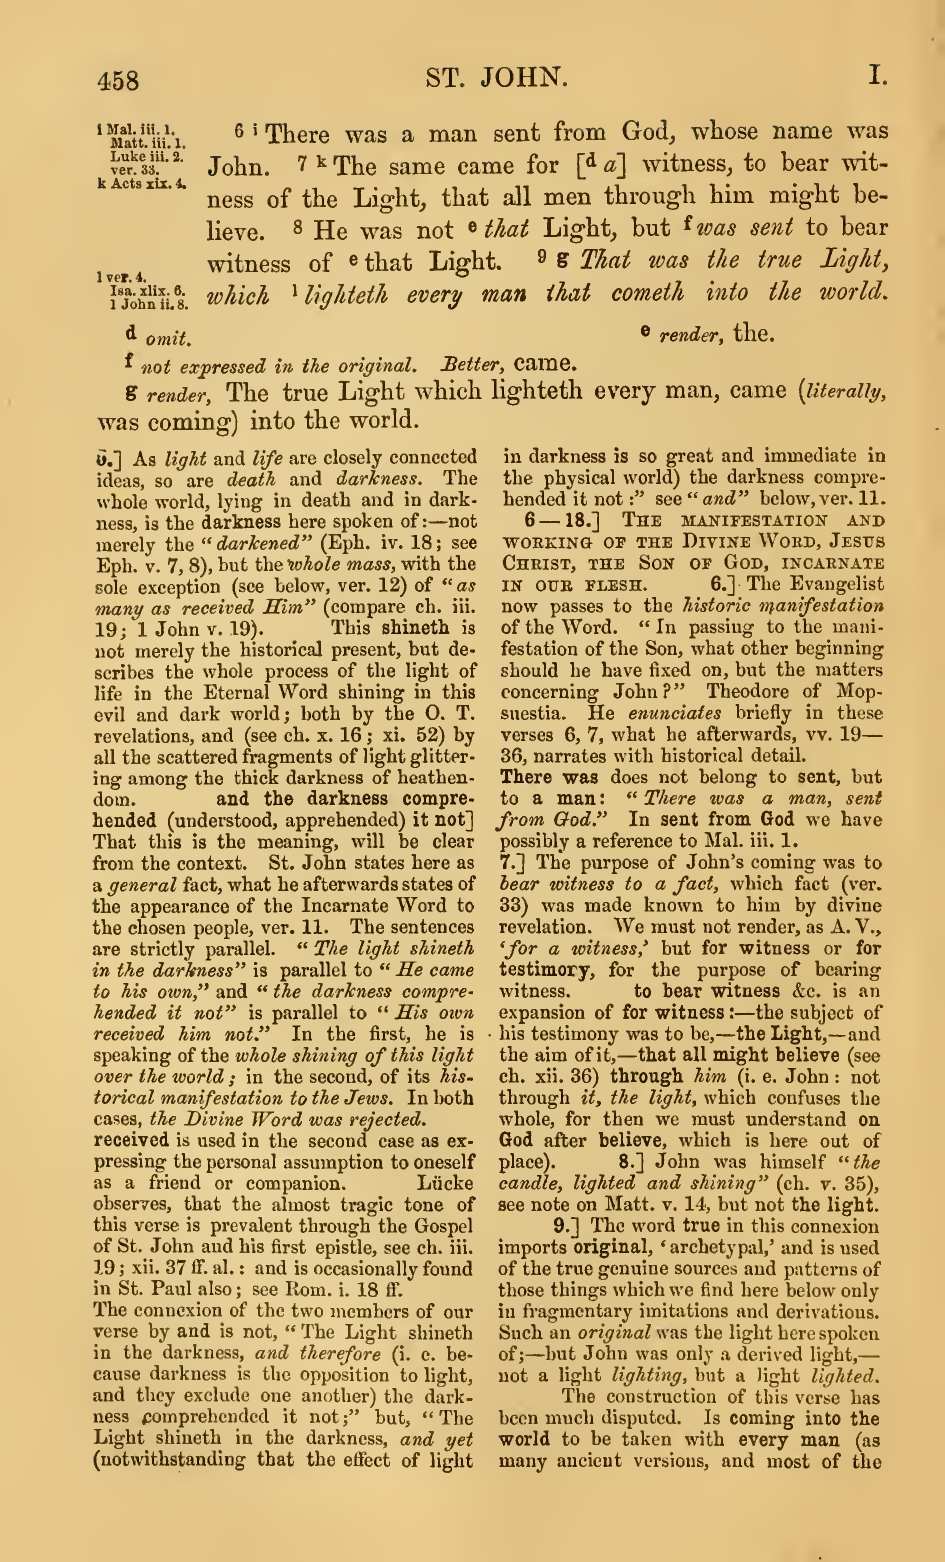 458
ST. JOHN.
I.
i Mal. iii. 1.
Matt. iii. 1.
Luke iii. 2.
ver. 33.
k Acts xix. 4.
l ver. 4.
Isa. xlix. 6.
1 John ii. 8.
6 i There was a man sent from God, whose name was
John. 7 k The same came for [d a] witness, to bear wit-
ness of the Light, that all men through him might be-
lieve. 8 He was not e that Light, but f was sent to bear
witness of e that Light. 9 g That was the true Light,
which l lighteth every man that cometh into the world.
d omit.
e render, the.
f not expressed in the original. Better, came.
g render, The true Light which lighteth every man, came (literally,
was coming) into the world.
5.] As light and life are closely connected
ideas, so are death and darkness. The
whole world, lying in death and in dark-
ness, is the darkness here spoken of:—not
merely the "darkened" (Eph. iv. 18; see
Eph. v. 7, 8), but the whole mass, with the
sole exception (see below, ver. 12) of "as
many as received Him" (compare ch. iii.
19; 1 John v. 19). This shineth is
not merely the historical present, but de-
scribes the whole process of the light of
life in the Eternal Word shining in this
evil and dark world; both by the O. T.
revelations, and (see ch. x. 16; xi. 52) by
all the scattered fragments of light glitter-
ing among the thick darkness of heathen-
dom. and the darkness compre-
hended (understood, apprehended) it not]
That this is the meaning, will be clear
from the context. St. John states here as
a general fact, what he afterwards states of
the appearance of the Incarnate Word to
the chosen people, ver. 11. The sentences
are strictly parallel. "The light shineth
in the darkness" is parallel to "He came
to his own," and "the darkness compre-
hended it not" is parallel to "His own
received him not." In the first, he is
speaking of the whole shining of this light
over the world; in the second, of its his-
torical manifestation to the Jews. In both
cases, the Divine Word was rejected.
received is used in the second case as ex-
pressing the personal assumption to oneself
as a friend or companion. Lücke
observes, that the almost tragic tone of
this verse is prevalent through the Gospel
of St. John and his first epistle, see ch. iii.
19; xii. 37 ff. al.: and is occasionally found
in St. Paul also; see Rom. i. 18 ff.
The connexion of the two members of our
verse by and is not, "The Light shineth
in the darkness, and therefore (i. e. be-
cause darkness is the opposition to light,
and they exclude one another) the dark-
ness comprehended it not;" but, "The
Light shineth in the darkness, and yet
(notwithstanding that the effect of light
in darkness is so great and immediate in
the physical world) the darkness compre-
hended it not:" see "and" below, ver. 11.
6—18.] THE MANIFESTATION AND
WORKING OF THE DIVINE WORD, JESUS
CHRIST, THE SON OF GOD, INCARNATE
IN OUR FLESH. 6.] The Evangelist
now passes to the historic manifestation
of the Word. "In passing to the mani-
festation of the Son, what other beginning
should he have fixed on, but the matters
concerning John?" Theodore of Mop-
suestia. He enunciates briefly in these
verses 6, 7, what he afterwards, vv. 19—
36, narrates with historical detail.
There was does not belong to sent, but
to a man: "There was a man, sent
from God." In sent from God we have
possibly a reference to Mal. iii. 1.
7.] The purpose of John's coming was to
bear witness to a fact, which fact (ver.
33) was made known to him by divine
revelation. We must not render, as A. V.,
'for a witness,' but for witness or for
testimory, for the purpose of bearing
witness. to bear witness &c. is an
expansion of for witness:—the subject of
his testimony was to be,—the Light,—and
the aim of it,—that all might believe (see
ch. xii. 36) through him (i. e. John: not
through it, the light, which confuses the
whole, for then we must understand on
God after believe, which is here out of
place). 8.] John was himself "the
candle, lighted and shining" (ch. v. 35),
see note on Matt. v. 14, but not the light.
9.] The word true in this connexion
imports original, 'archetypal,' and is used
of the true genuine sources and patterns of
those things which we find here below only
in fragmentary imitations and derivations.
Such an original was the light here spoken
of;—but John was only a derived light,—
not a light lighting, but a light lighted.
The construction of this verse has
been much disputed. Is coming into the
world to be taken with every man (as
many ancient versions, and most of the